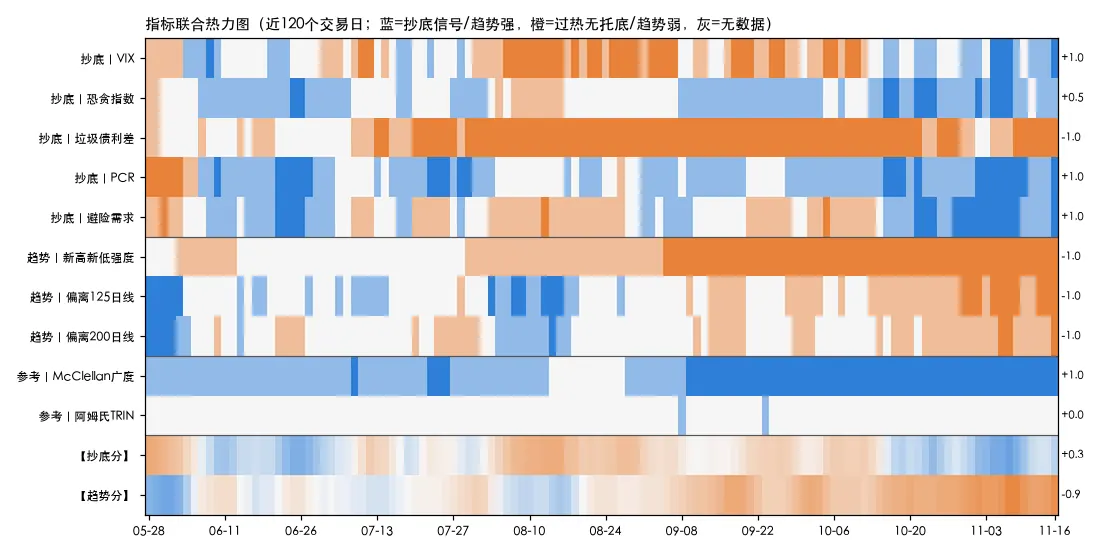 指标联合热力图（近120个交易日；蓝=抄底信号/趋势强，橙=过热无托底/趋势弱，灰=无数据）
抄底 | VIX +1.0
抄底 | 恐贪指数 +0.5
抄底 | 垃圾债利差 -1.0
抄底 | PCR +1.0
抄底 | 避险需求 +1.0
趋势 | 新高新低强度 -1.0
趋势 | 偏离125日线 -1.0
趋势 | 偏离200日线 -1.0
参考 | McClellan广度 +1.0
参考 | 阿姆氏TRIN +0.0
【抄底分】 +0.3
【趋势分】 -0.9
05-28 06-11 06-26 07-13 07-27 08-10 08-24 09-08 09-22 10-06 10-20 11-03 11-16